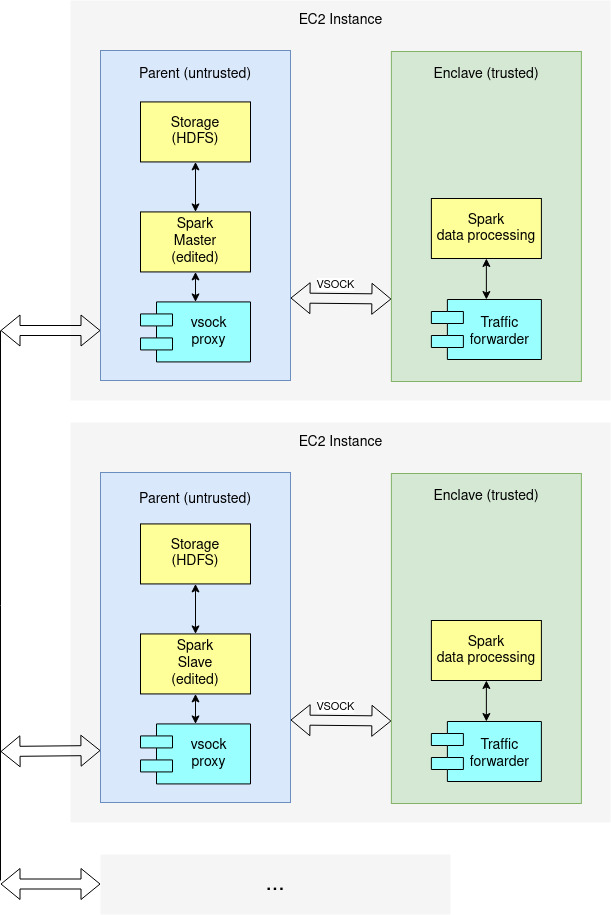 EC2 Instance
Parent (untrusted)
Enclave (trusted)
Storage
(HDFS)
Spark
Master
(edited)
vsock
proxy
VSOCK
Spark
data processing
Traffic
forwarder
EC2 Instance
Parent (untrusted)
Enclave (trusted)
Storage
(HDFS)
Spark
Slave
(edited)
vsock
proxy
VSOCK
Spark
data processing
Traffic
forwarder
...